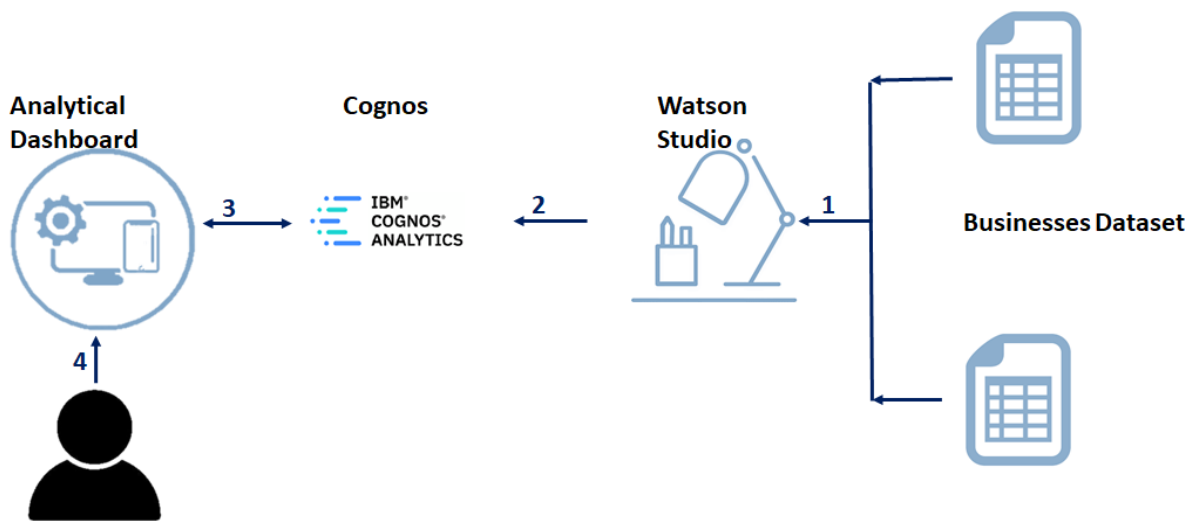 Analytical
Dashboard
Cognos
Watson
Studio
3
IBM®
COGNOS®
ANALYTICS
2
1
Businesses Dataset
4